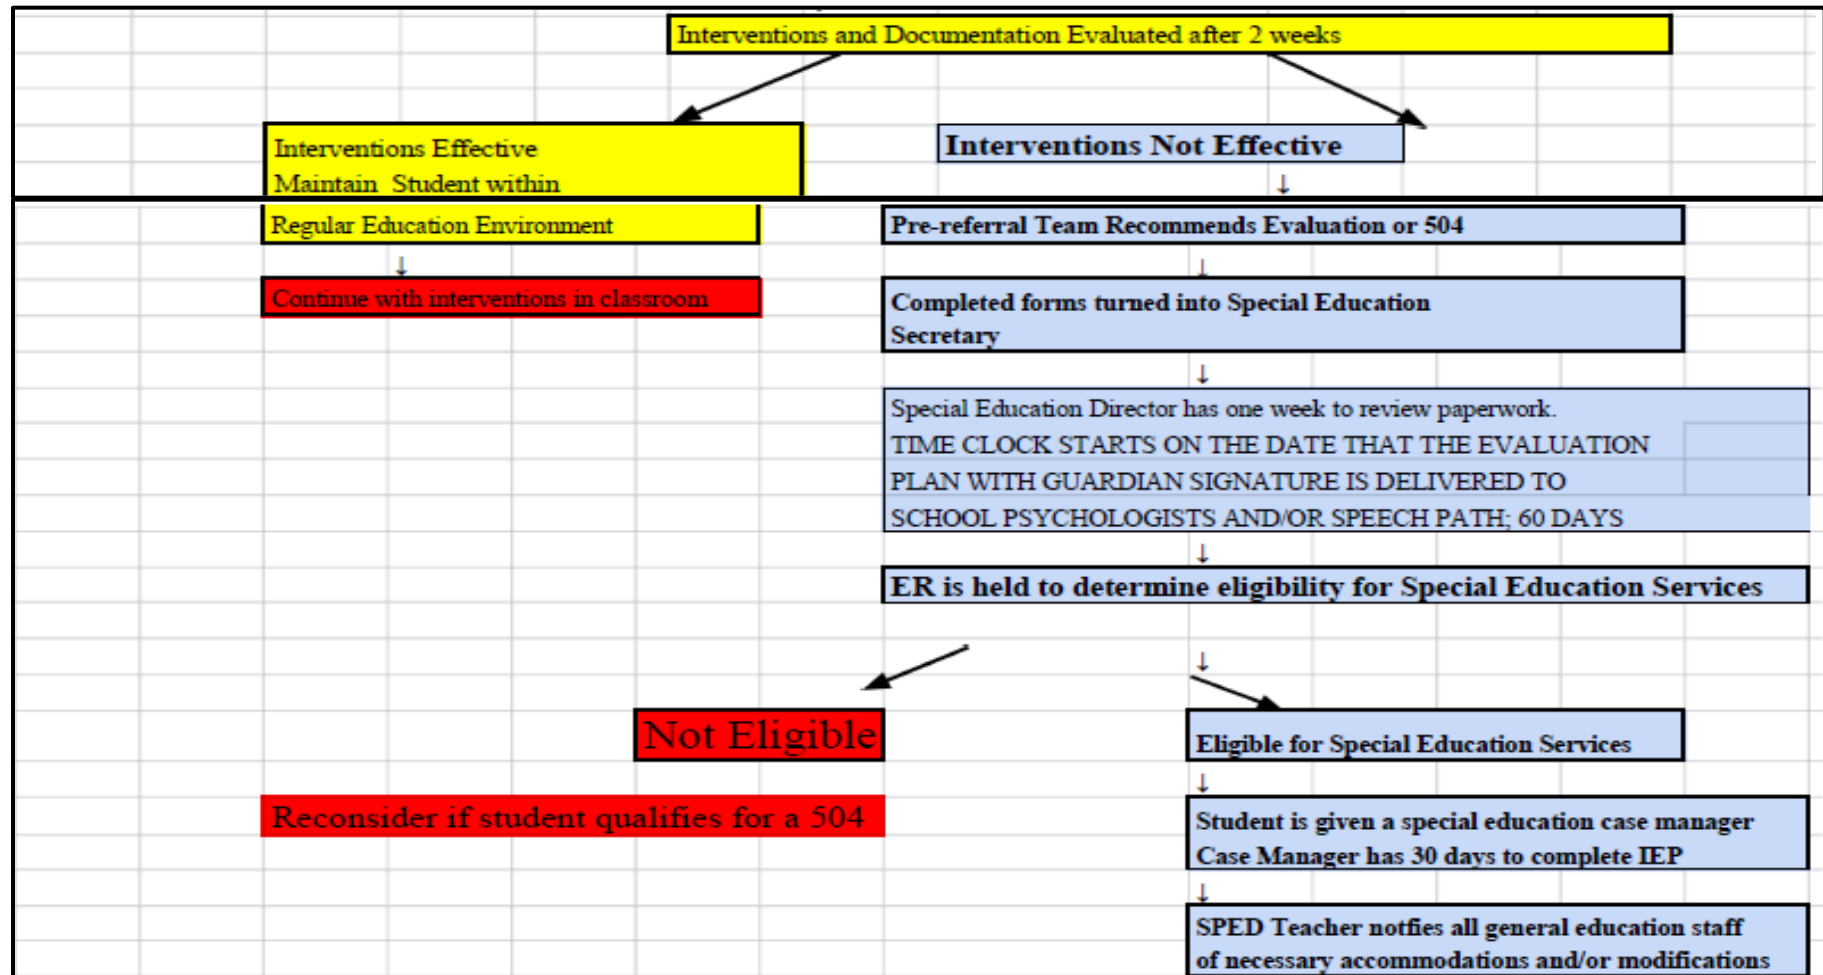 Interventions and Documentation Evaluated after 2 weeks
Interventions Effective
Maintain Student within
Regular Education Environment
↓
Continue with interventions in classroom
Interventions Not Effective
↓
Pre-referral Team Recommends Evaluation or 504
↓
Completed forms turned into Special Education
Secretary
↓
Special Education Director has one week to review paperwork.
TIME CLOCK STARTS ON THE DATE THAT THE EVALUATION
PLAN WITH GUARDIAN SIGNATURE IS DELIVERED TO
SCHOOL PSYCHOLOGISTS AND/OR SPEECH PATH; 60 DAYS
↓
ER is held to determine eligibility for Special Education Services
↓
Not Eligible
Reconsider if student qualifies for a 504
Eligible for Special Education Services
↓
Student is given a special education case manager
Case Manager has 30 days to complete IEP
↓
SPED Teacher notfies all general education staff
of necessary accommodations and/or modifications